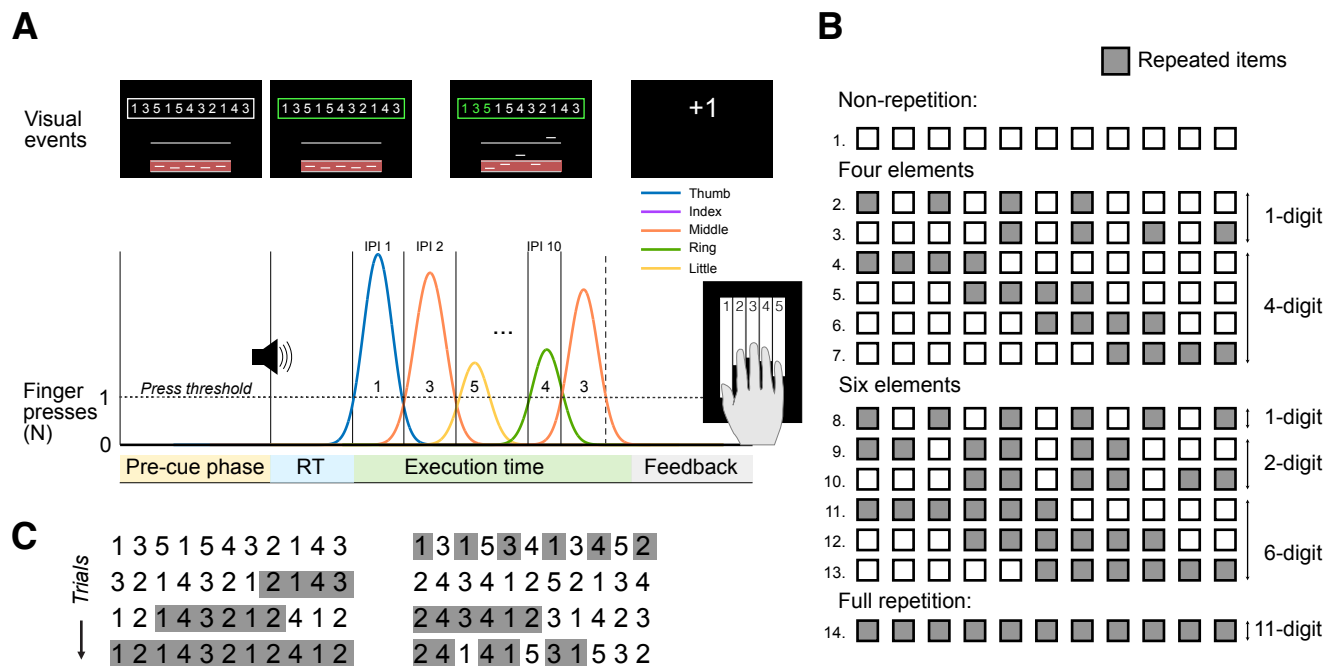 A
Visual
events
1 3 5 1 5 4 3 2 1 4 3
1 3 5 1 5 4 3 2 1 4 3
1 3 5 1 5 4 3 2 1 4 3
+1
Thumb
Index
Middle
Ring
Little
IPI 1
IPI 2
IPI 10
...
1 2 3 4 5
Press threshold
1 3 5 4 3
Finger
presses
(N)
1
0
Pre-cue phase
RT
Execution time
Feedback
B
Repeated items
Non-repetition:
1.
Four elements
2.
3.
1-digit
4.
5.
6.
7.
4-digit
Six elements
8.
1-digit
9.
10.
2-digit
11.
12.
13.
6-digit
Full repetition:
14.
11-digit
C
Trials
1 3 5 1 5 4 3 2 1 4 3
3 2 1 4 3 2 1 2 1 4 3
1 2 1 4 3 2 1 2 4 1 2
1 2 1 4 3 2 1 2 4 1 2
1 3 1 5 3 4 1 3 4 5 2
2 4 3 4 1 2 5 2 1 3 4
2 4 3 4 1 2 3 1 4 2 3
2 4 1 4 1 5 3 1 5 3 2